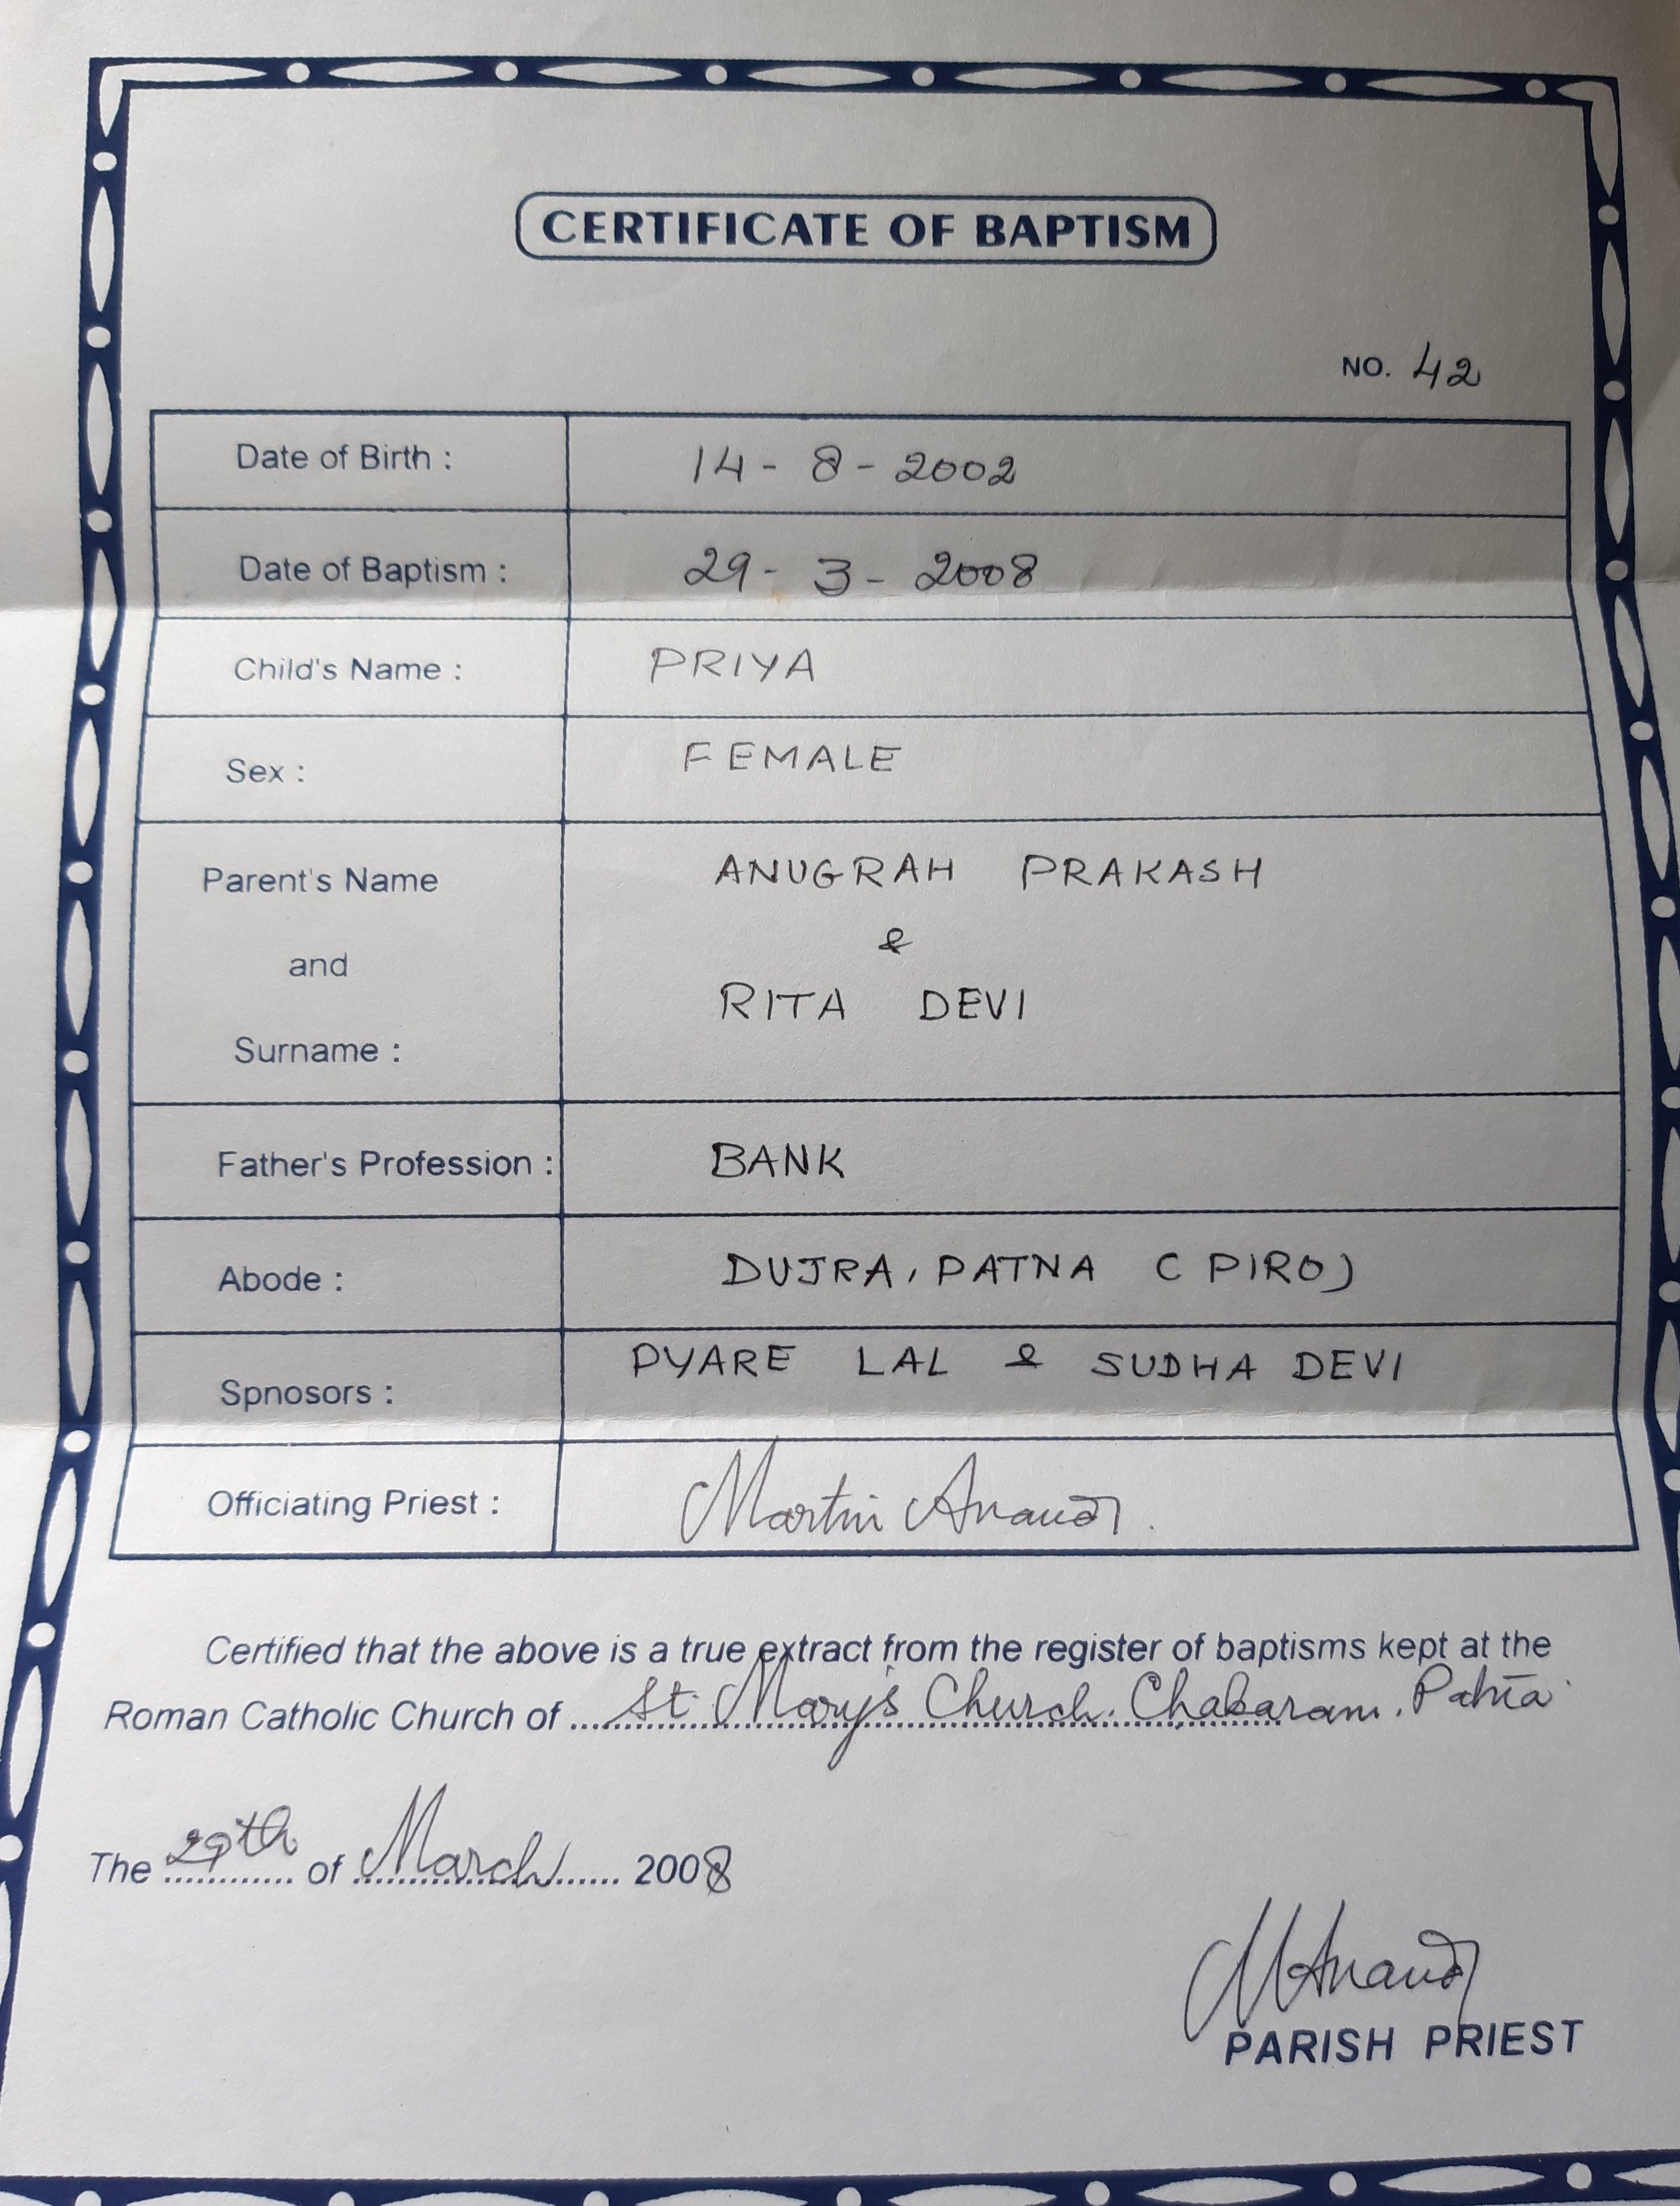 CERTIFICATE OF BAPTISM
NO. 42
Date of Birth : 14 - 8 - 2002
Date of Baptism : 29 - 3 - 2008
Child's Name : PRIYA
Sex : FEMALE
Parent's Name ANUGRAH PRAKASH
and &
Surname : RITA DEVI
Father's Profession : BANK
Abode : DUJRA, PATNA ( PIRO)
Spnosors : PYARE LAL & SUDHA DEVI
Officiating Priest : Martin Anand.
Certified that the above is a true extract from the register of baptisms kept at the
Roman Catholic Church of St. Mary's Church. Chakaram. Patna
The 29th of March 2008
M Anand
PARISH PRIEST